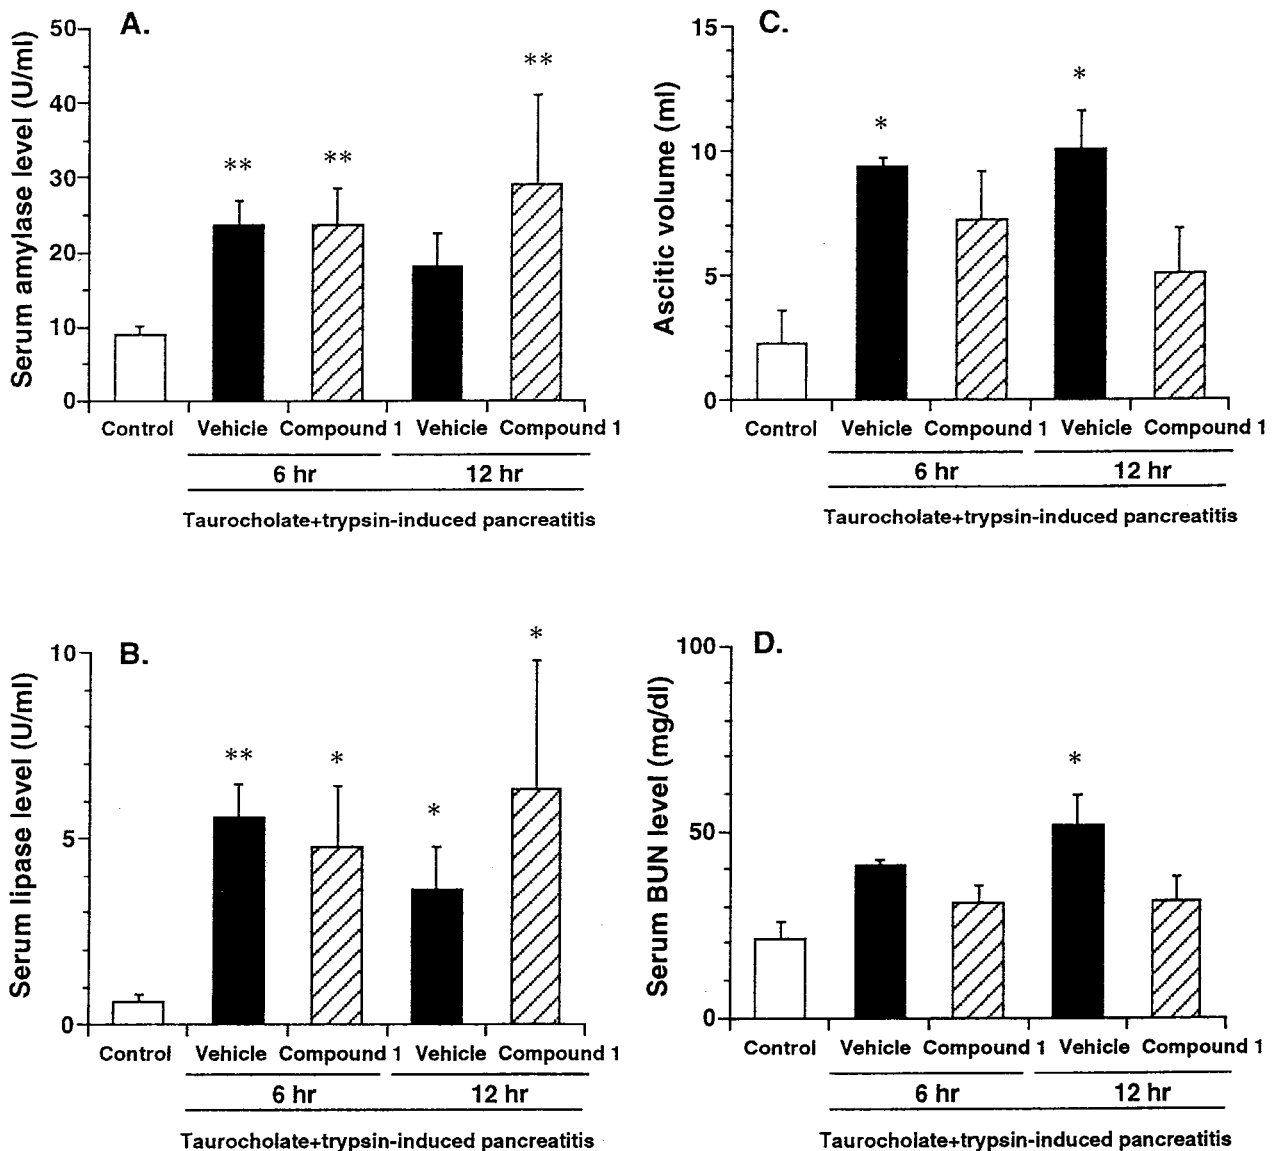 A.
Serum amylase level (U/ml)
50
40
30
20
10
0
**
**
**
Control Vehicle Compound 1 Vehicle Compound 1
6 hr 12 hr
Taurocholate+trypsin-induced pancreatitis
C.
Ascitic volume (ml)
15
10
5
0
*
*
Control Vehicle Compound 1 Vehicle Compound 1
6 hr 12 hr
Taurocholate+trypsin-induced pancreatitis
B.
Serum lipase level (U/ml)
10
5
0
**
*
*
*
Control Vehicle Compound 1 Vehicle Compound 1
6 hr 12 hr
Taurocholate+trypsin-induced pancreatitis
D.
Serum BUN level (mg/dl)
100
50
0
*
Control Vehicle Compound 1 Vehicle Compound 1
6 hr 12 hr
Taurocholate+trypsin-induced pancreatitis